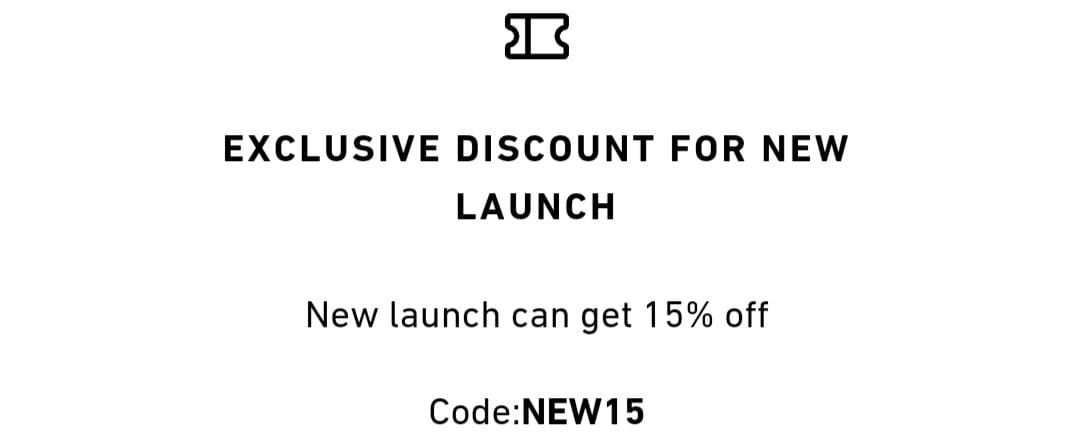 EXCLUSIVE DISCOUNT FOR NEW
LAUNCH
New launch can get 15% off
Code:NEW15